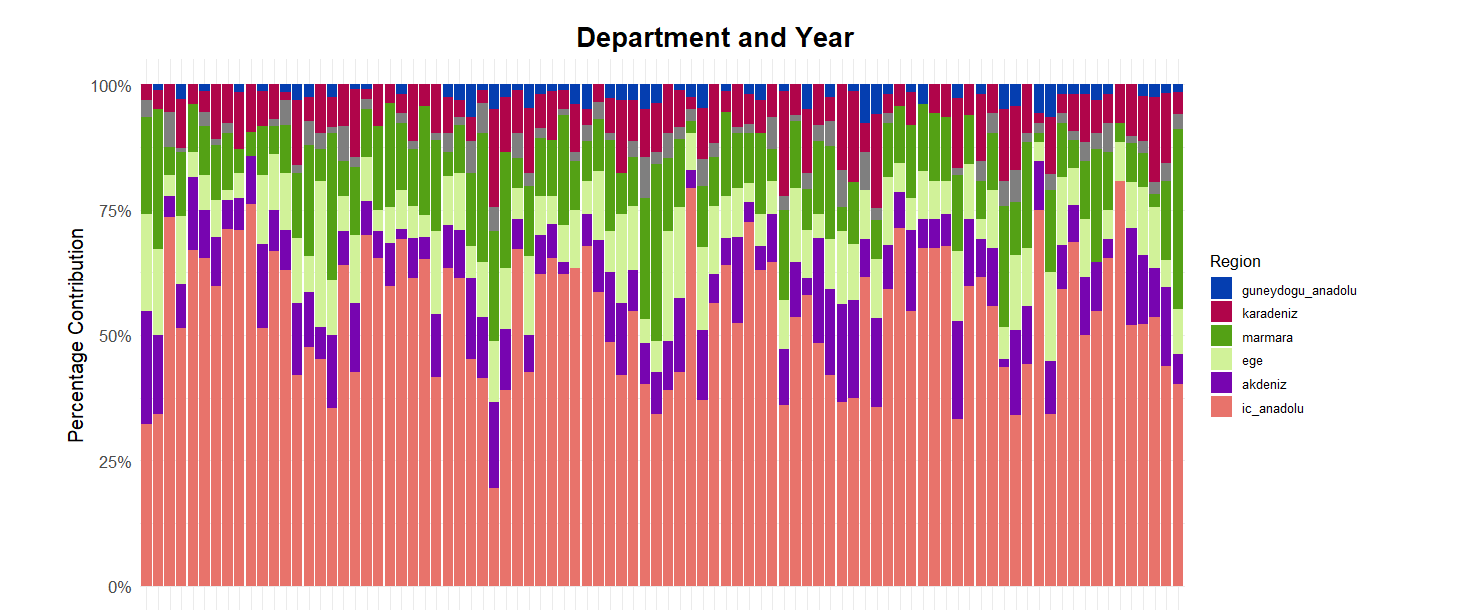 Department and Year
100%
75%
50%
25%
0%
Percentage Contribution
Region
guneydogu_anadolu
karadeniz
marmara
ege
akdeniz
ic_anadolu